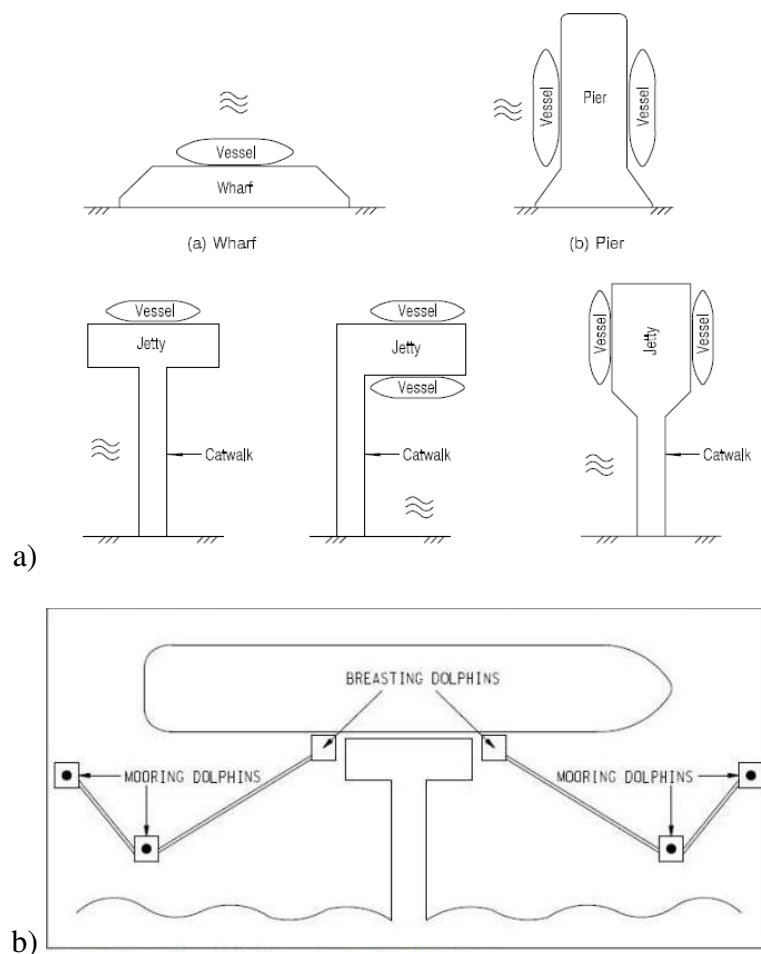 Vessel
Wharf
(a) Wharf
Vessel
Pier
Vessel
(b) Pier
Vessel
Jetty
Catwalk
Vessel
Jetty
Vessel
Catwalk
Vessel
Jetty
Vessel
Catwalk
a)
BREASTING DOLPHINS
MOORING DOLPHINS
MOORING DOLPHINS
b)